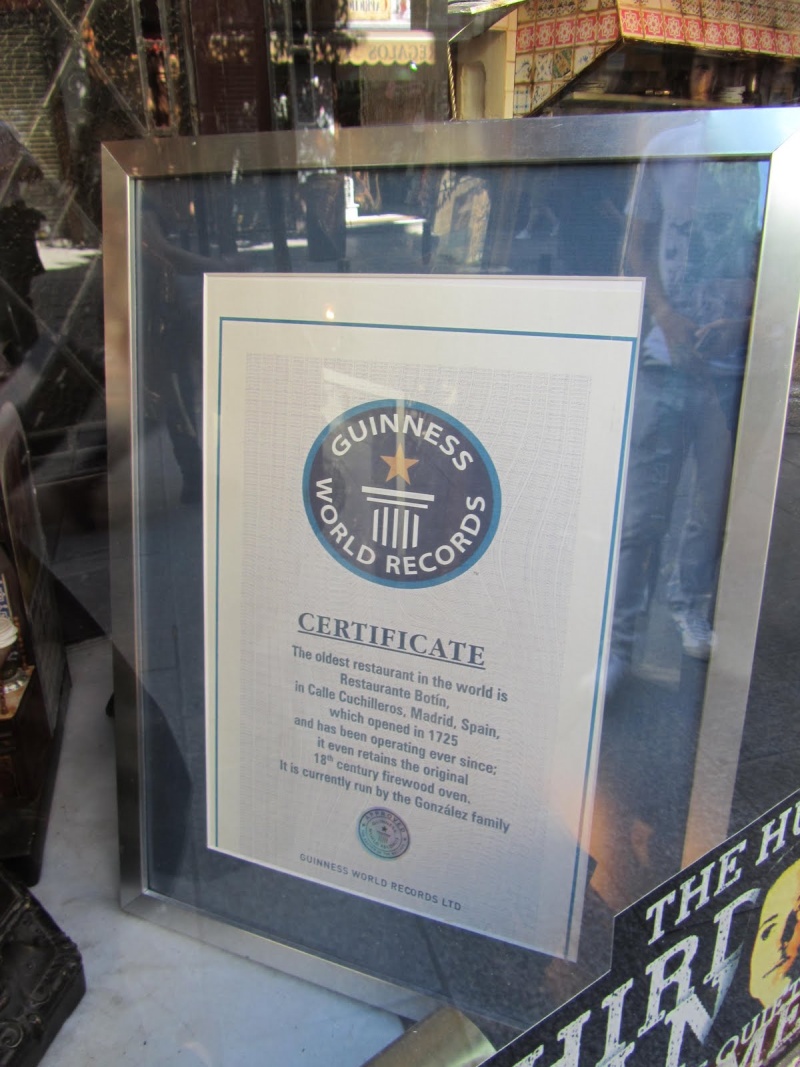 REGALOS
GUINNESS
WORLD RECORDS
CERTIFICATE
The oldest restaurant in the world is
Restaurante Botín,
in Calle Cuchilleros, Madrid, Spain,
which opened in 1725
and has been operating ever since;
it even retains the original
18th century firewood oven.
It is currently run by the González family
GUINNESS WORLD RECORDS LTD
THE